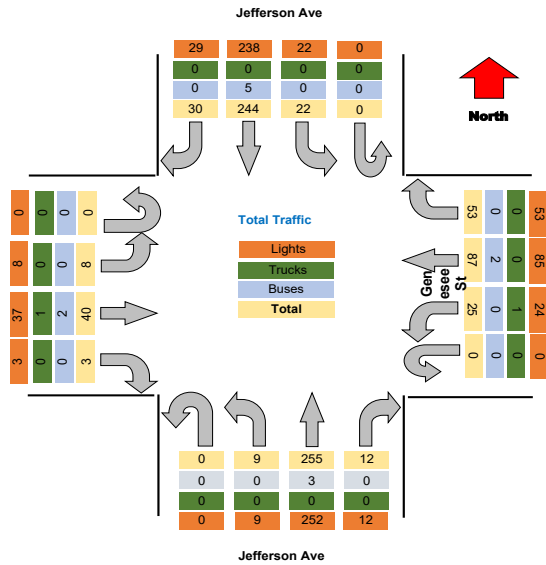 Jefferson Ave
29 238 22 0
0 0 0 0
0 5 0 0
30 244 22 0
North
0 0 0 0
8 0 0 8
37 1 2 40
3 0 0 3
Total Traffic
Lights
Trucks
Buses
Total
53 0 0 53
87 2 0 85
25 0 1 24
0 0 0 0
Gen
esee
St
0 9 255 12
0 0 3 0
0 0 0 0
0 9 252 12
Jefferson Ave